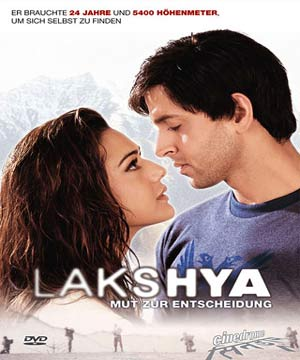 ER BRAUCHTE 24 JAHRE UND 5400 HÖHENMETER,
UM SICH SELBST ZU FINDEN
LAKSHYA
MUT ZUR ENTSCHEIDUNG
DVD
cinedrome